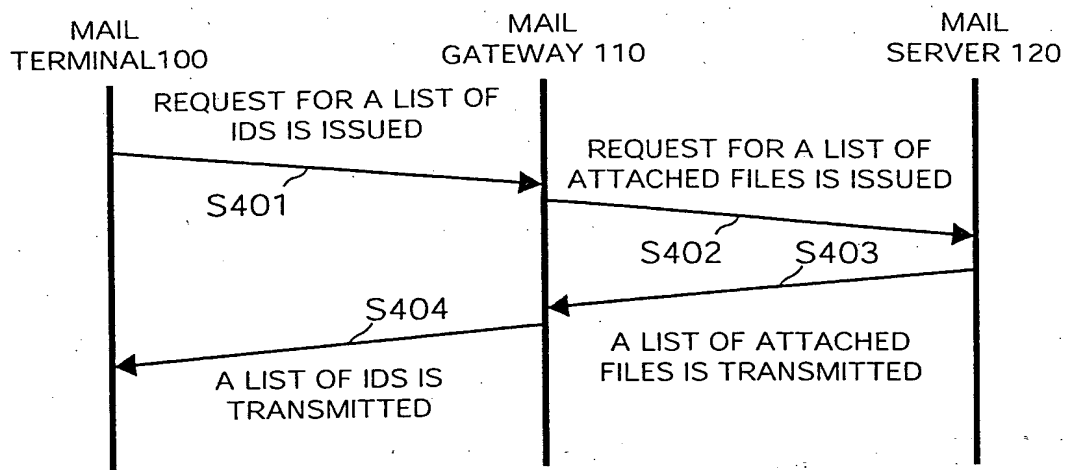 MAIL
TERMINAL100
MAIL
GATEWAY 110
MAIL
SERVER 120
REQUEST FOR A LIST OF
IDS IS ISSUED
S401
REQUEST FOR A LIST OF
ATTACHED FILES IS ISSUED
S402
S403
A LIST OF ATTACHED
FILES IS TRANSMITTED
S404
A LIST OF IDS IS
TRANSMITTED